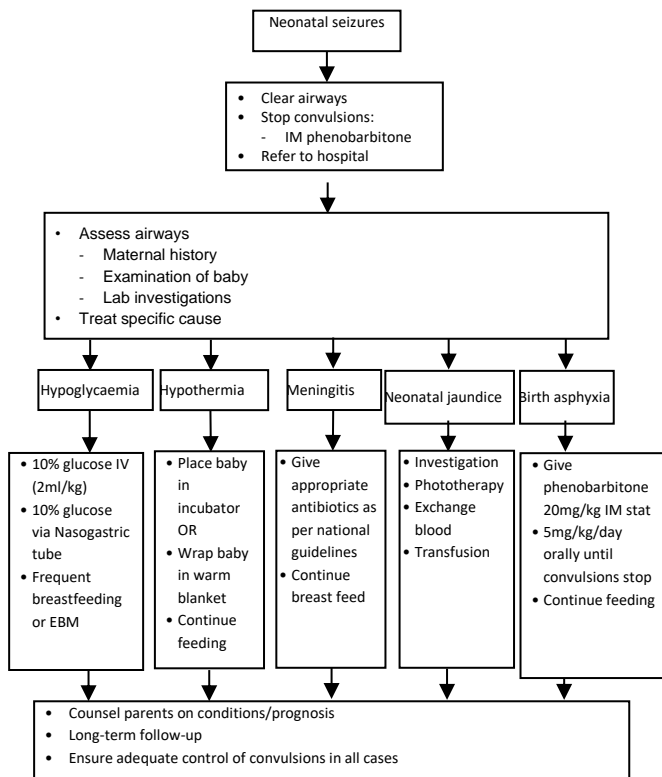 Neonatal seizures
• Clear airways
• Stop convulsions:
- IM phenobarbitone
• Refer to hospital
• Assess airways
- Maternal history
- Examination of baby
- Lab investigations
• Treat specific cause
Hypoglycaemia
Hypothermia
Meningitis
Neonatal jaundice
Birth asphyxia
• 10% glucose IV
(2ml/kg)
• 10% glucose
via Nasogastric
tube
• Frequent
breastfeeding
or EBM
• Place baby
in
incubator
OR
• Wrap baby
in warm
blanket
• Continue
feeding
• Give
appropriate
antibiotics as
per national
guidelines
• Continue
breast feed
• Investigation
• Phototherapy
• Exchange
blood
• Transfusion
• Give
phenobarbitone
20mg/kg IM stat
• 5mg/kg/day
orally until
convulsions stop
• Continue feeding
• Counsel parents on conditions/prognosis
• Long-term follow-up
• Ensure adequate control of convulsions in all cases